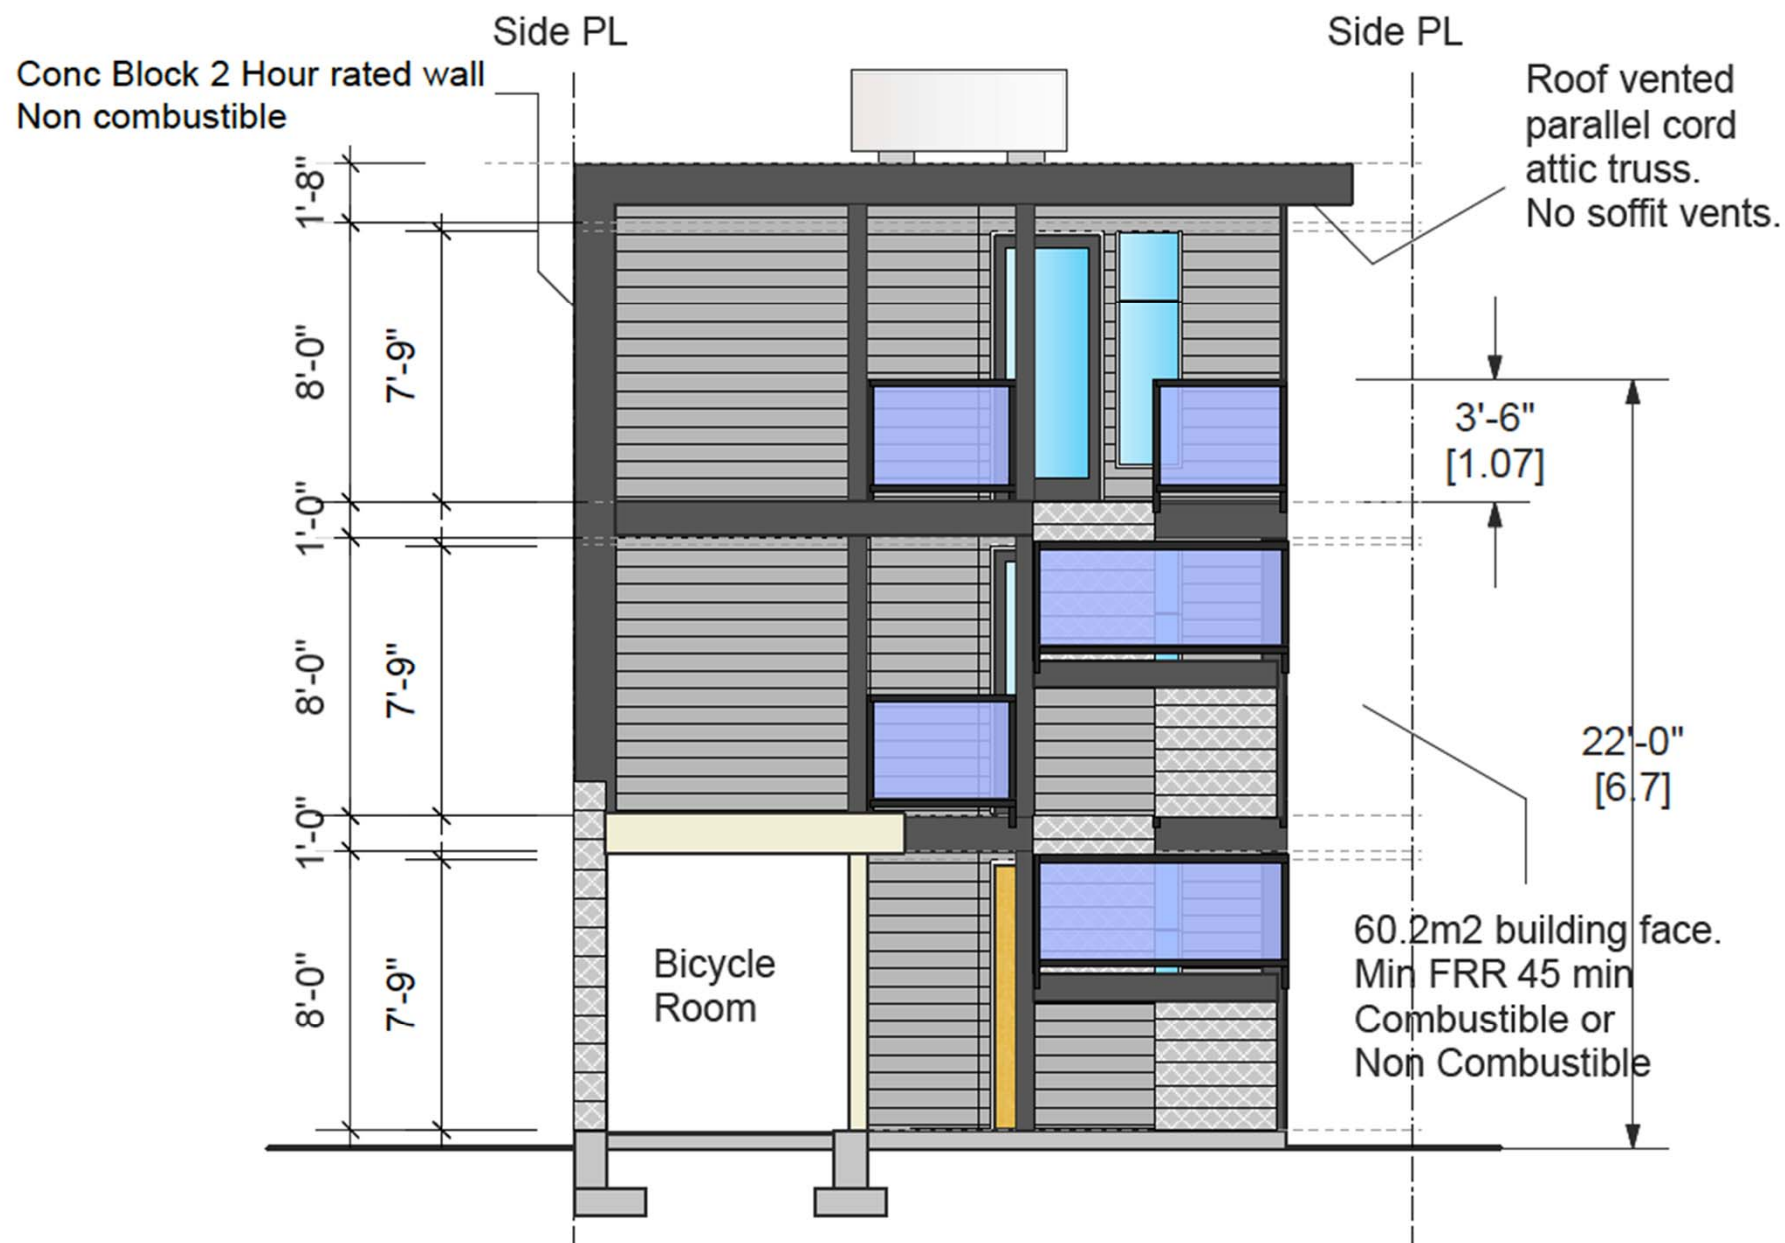 Side PL
Side PL
Conc Block 2 Hour rated wall
Non combustible
Roof vented
parallel cord
attic truss.
No soffit vents.
1'-8"
8'-0"
7'-9"
3'-6"
[1.07]
1'-0"
8'-0"
7'-9"
22'-0"
[6.7]
1'-0"
8'-0"
7'-9"
Bicycle
Room
60.2m2 building face.
Min FRR 45 min
Combustible or
Non Combustible